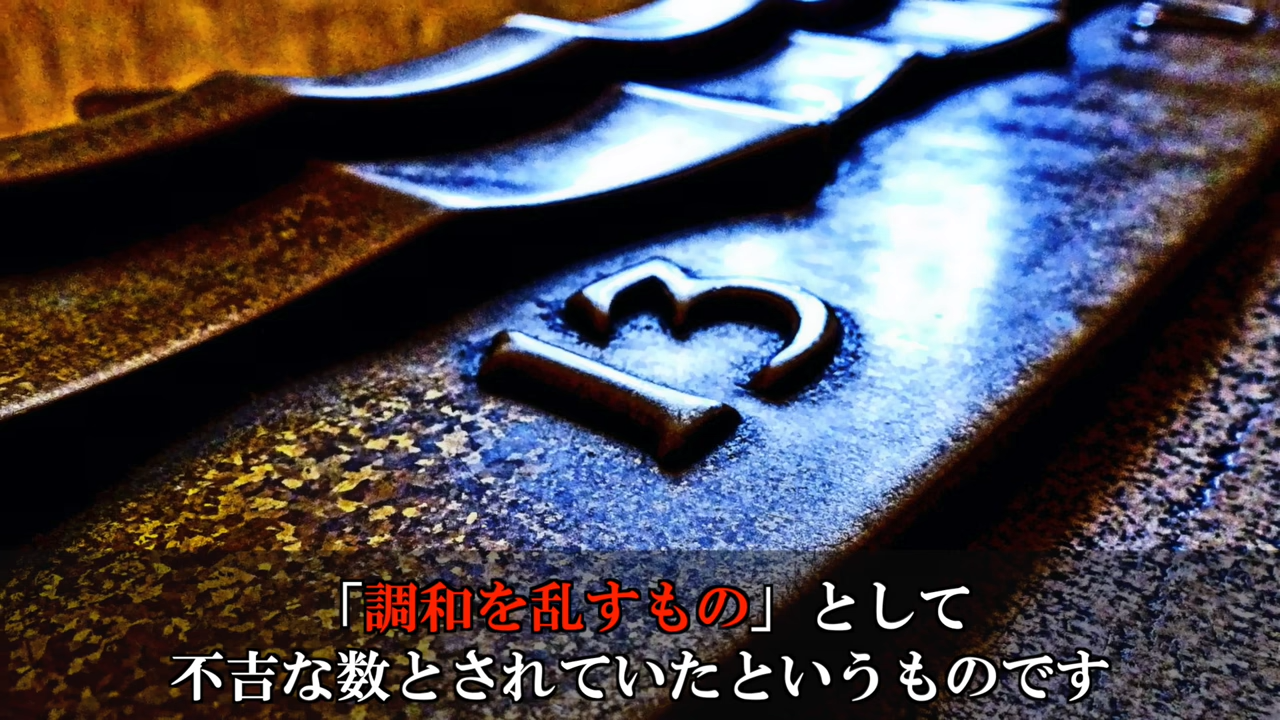 13
「調和を乱すもの」として
不吉な数とされていたというものです